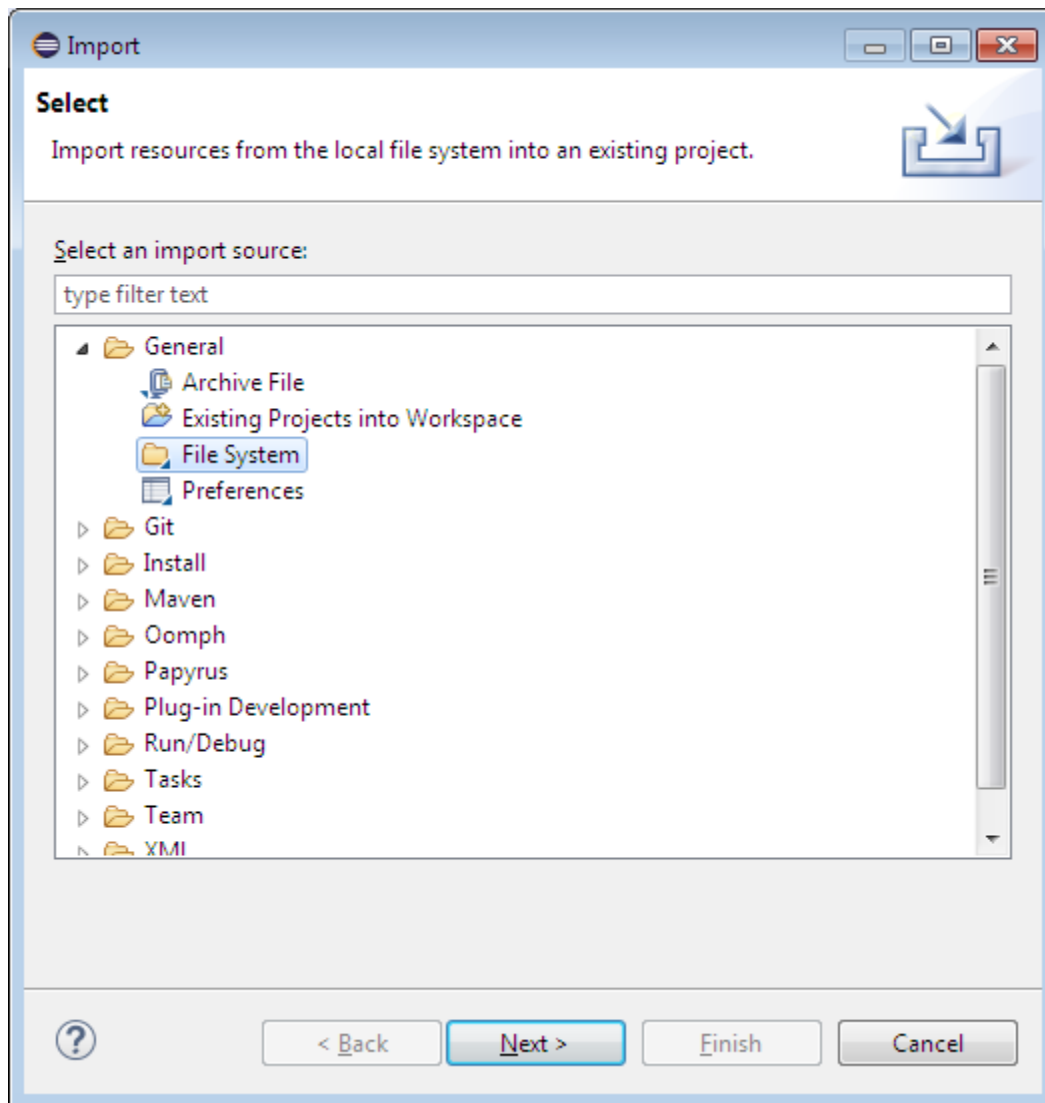 Import
Select
Import resources from the local file system into an existing project.
Select an import source:
type filter text
General
Archive File
Existing Projects into Workspace
File System
Preferences
Git
Install
Maven
Oomph
Papyrus
Plug-in Development
Run/Debug
Tasks
Team
XML
< Back
Next >
Finish
Cancel